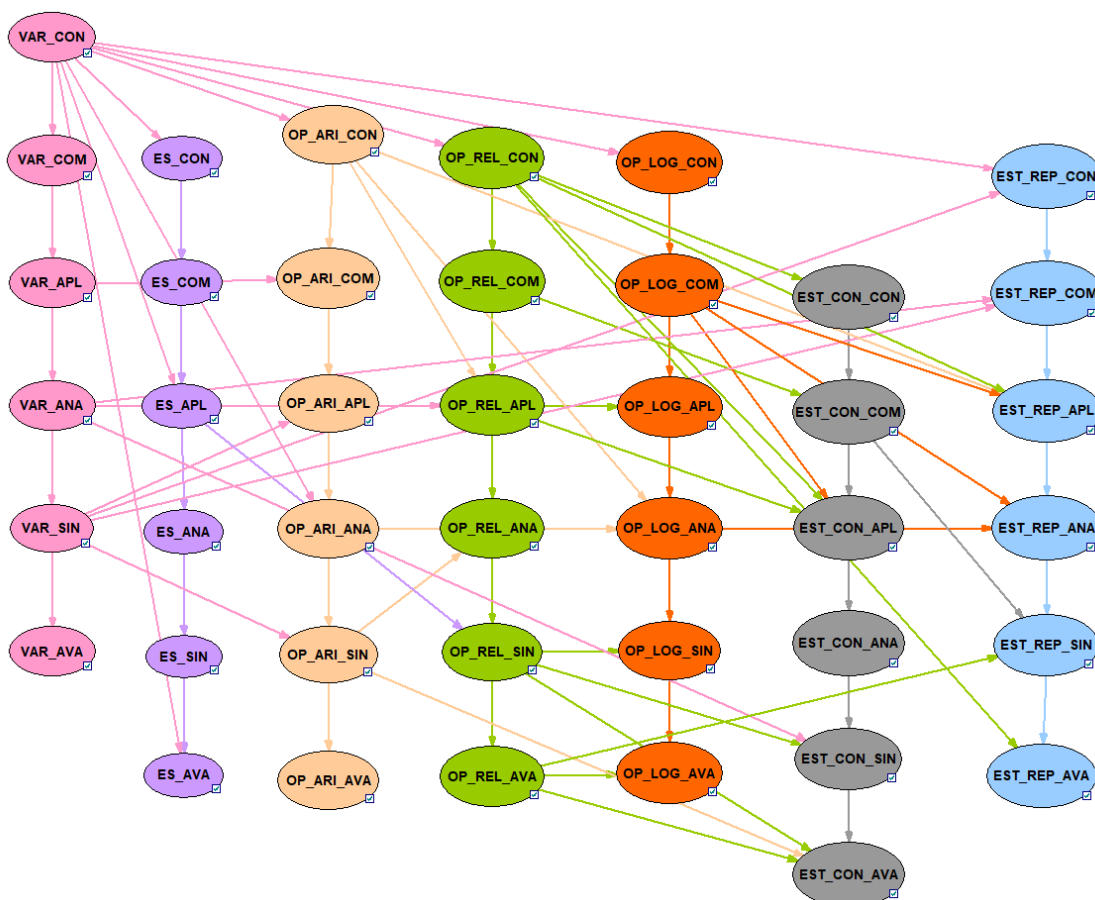 VAR_CON
OP_ARI_CON
VAR_COM
ES_CON
OP_REL_CON
OP_LOG_CON
EST_REP_CON
VAR_APL
ES_COM
OP_ARI_COM
OP_REL_COM
OP_LOG_COM
EST_CON_CON
EST_REP_COM
VAR_ANA
ES_APL
OP_ARI_APL
OP_REL_APL
OP_LOG_APL
EST_CON_COM
EST_REP_APL
VAR_SIN
ES_ANA
OP_ARI_ANA
OP_REL_ANA
OP_LOG_ANA
EST_CON_APL
EST_REP_ANA
VAR_AVA
ES_SIN
OP_ARI_SIN
OP_REL_SIN
OP_LOG_SIN
EST_CON_ANA
EST_REP_SIN
ES_AVA
OP_ARI_AVA
OP_REL_AVA
OP_LOG_AVA
EST_CON_SIN
EST_REP_AVA
EST_CON_AVA